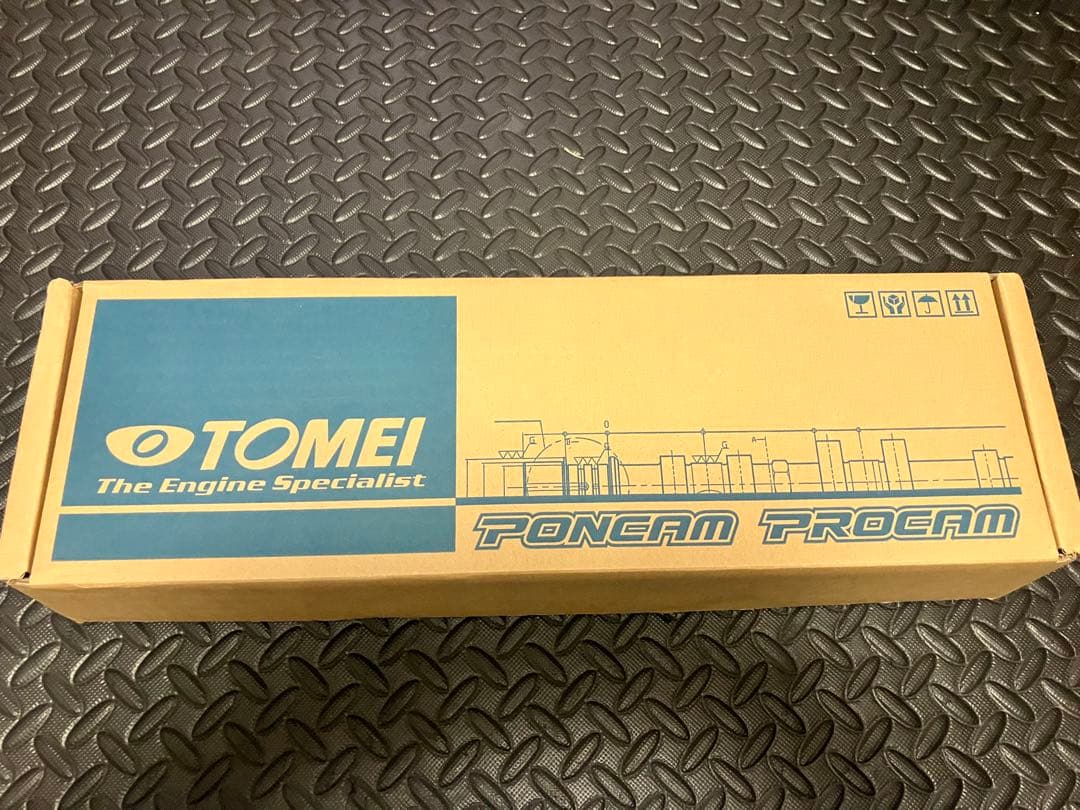 TOMEI
The Engine Specialist
PONCAM PROCAM